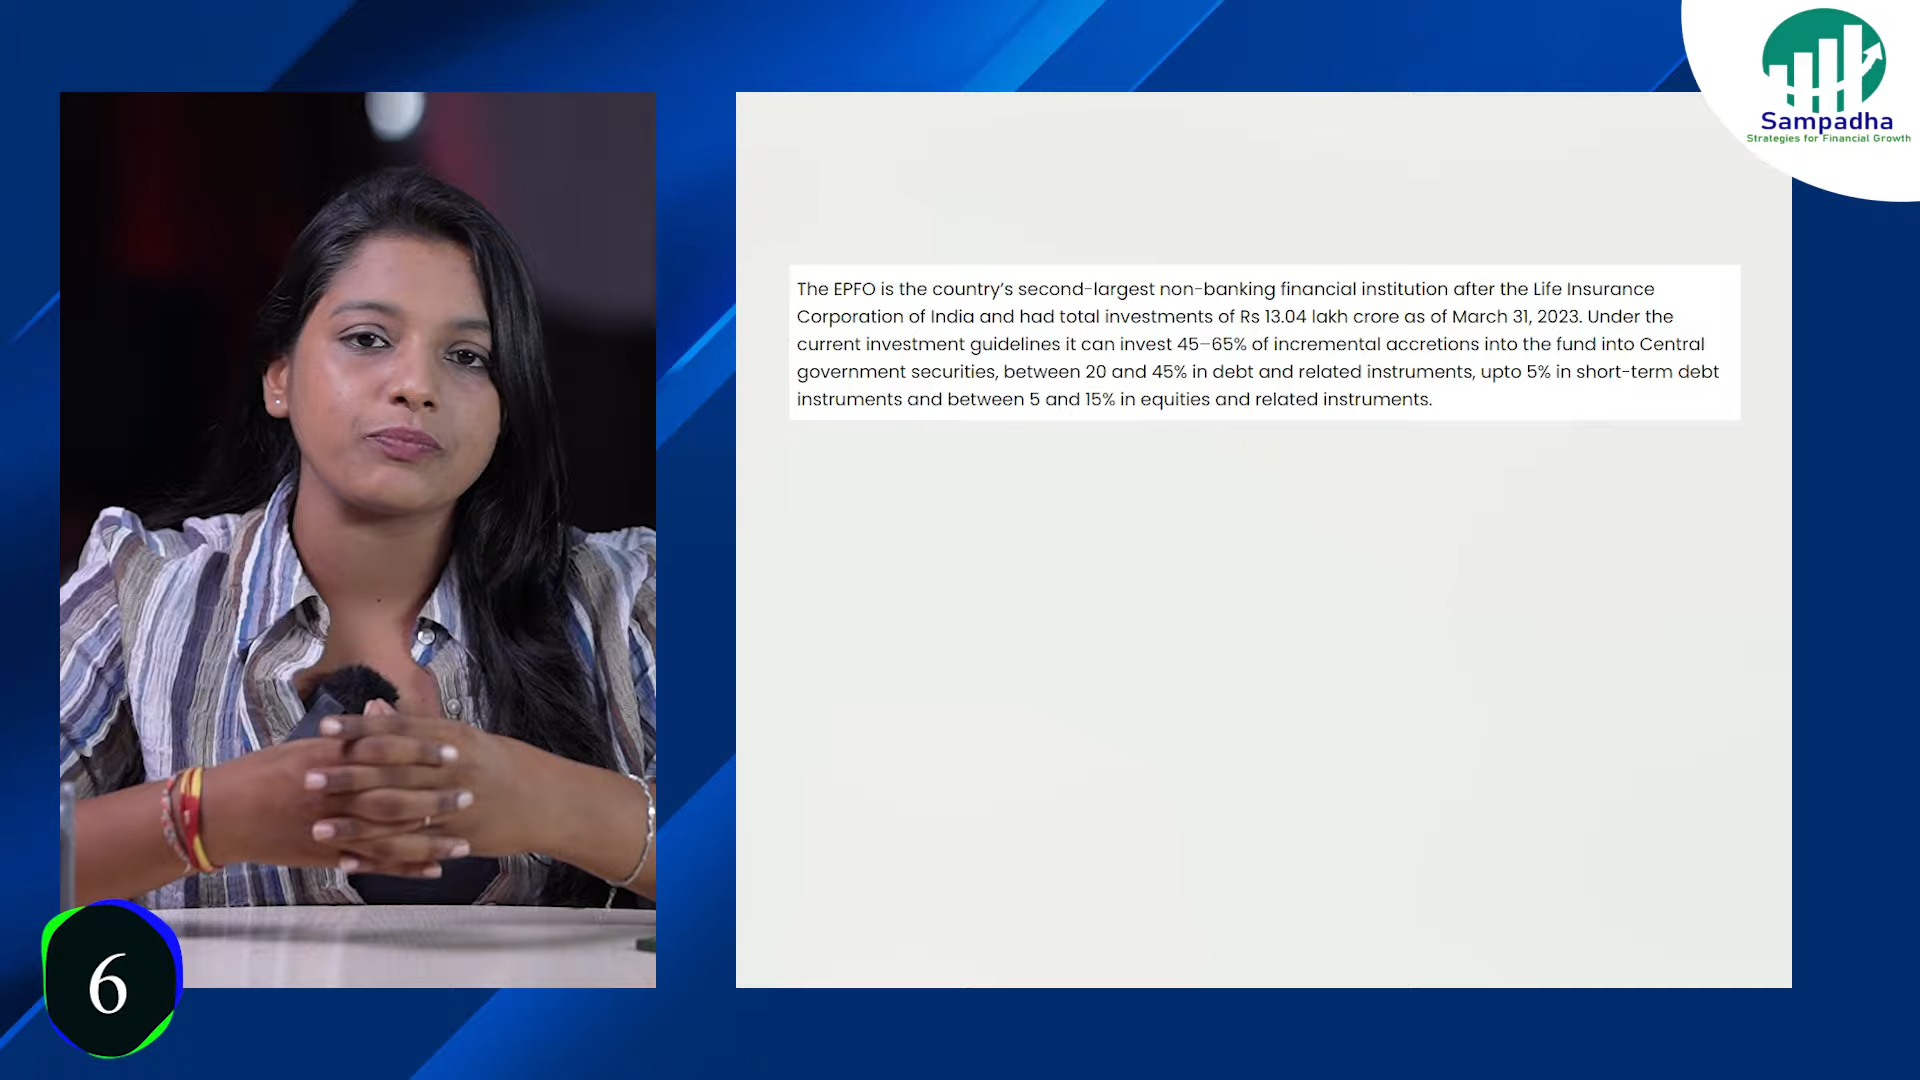 Sampadha
Strategies for Financial Growth
The EPFO is the country's second-largest non-banking financial institution after the Life Insurance
Corporation of India and had total investments of Rs 13.04 lakh crore as of March 31, 2023. Under the
current investment guidelines it can invest 45–65% of incremental accretions into the fund into Central
government securities, between 20 and 45% in debt and related instruments, upto 5% in short-term debt
instruments and between 5 and 15% in equities and related instruments.
6